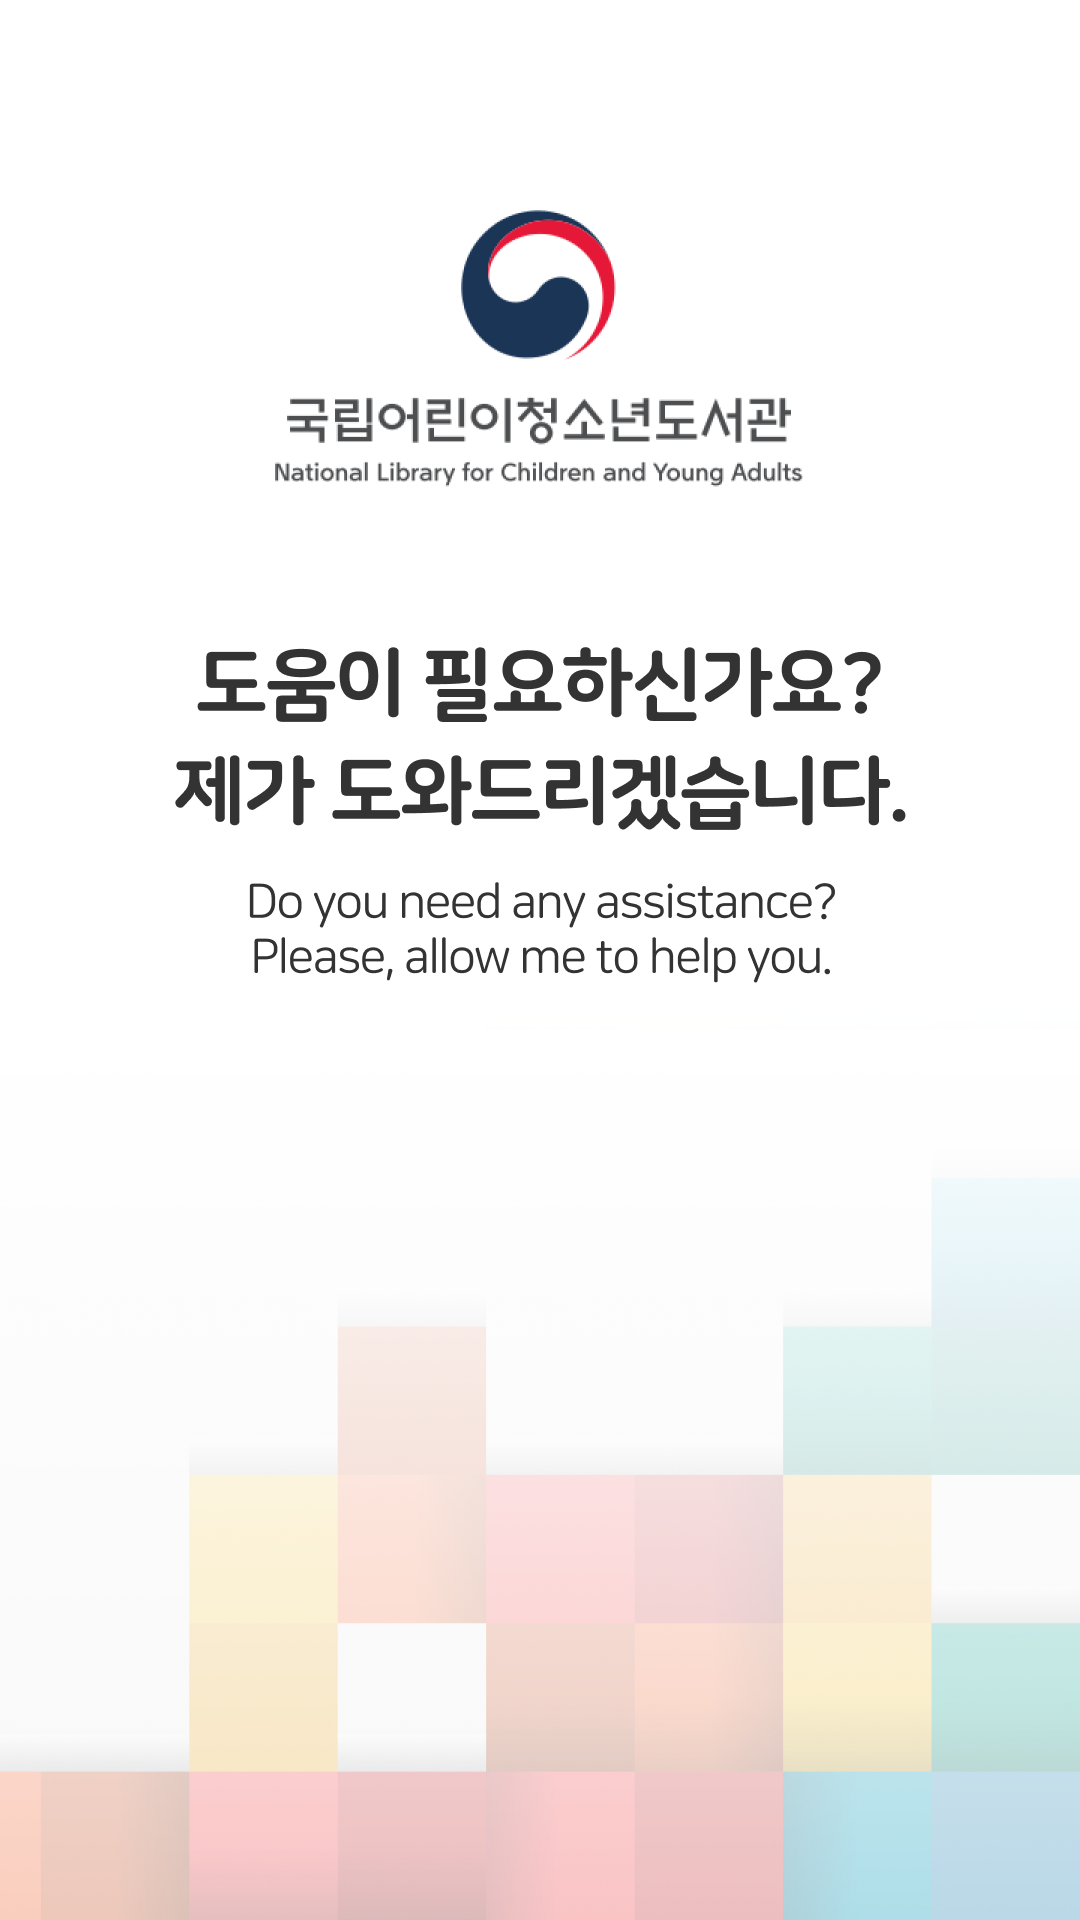 국립어린이청소년도서관
National Library for Children and Young Adults
도움이 필요하신가요?
제가 도와드리겠습니다.
Do you need any assistance?
Please, allow me to help you.